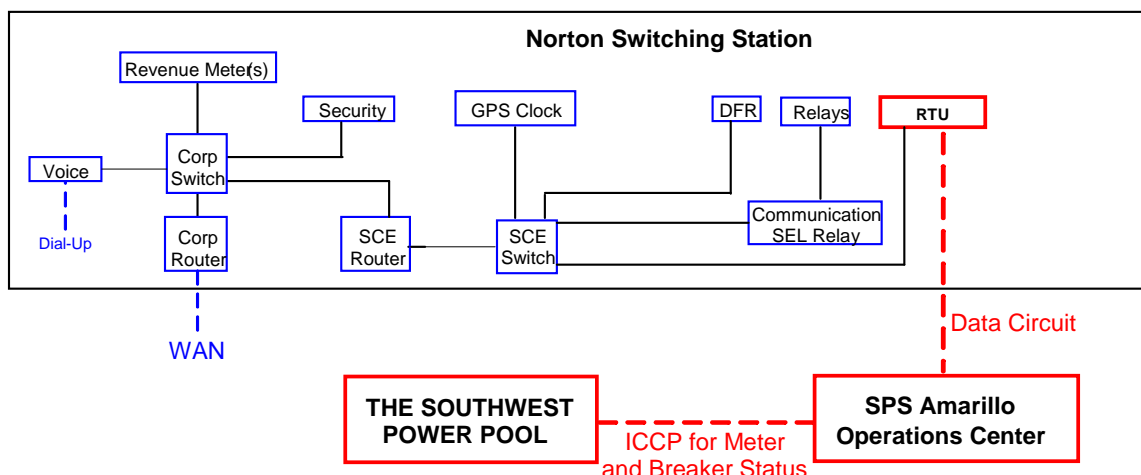 Norton Switching Station
Revenue Meter(s)
Security
GPS Clock
DFR
Relays
RTU
Voice
Corp
Switch
Dial-Up
Corp
Router
SCE
Router
SCE
Switch
Communication
SEL Relay
WAN
Data Circuit
THE SOUTHWEST
POWER POOL
ICCP for Meter
and Breaker Status
SPS Amarillo
Operations Center